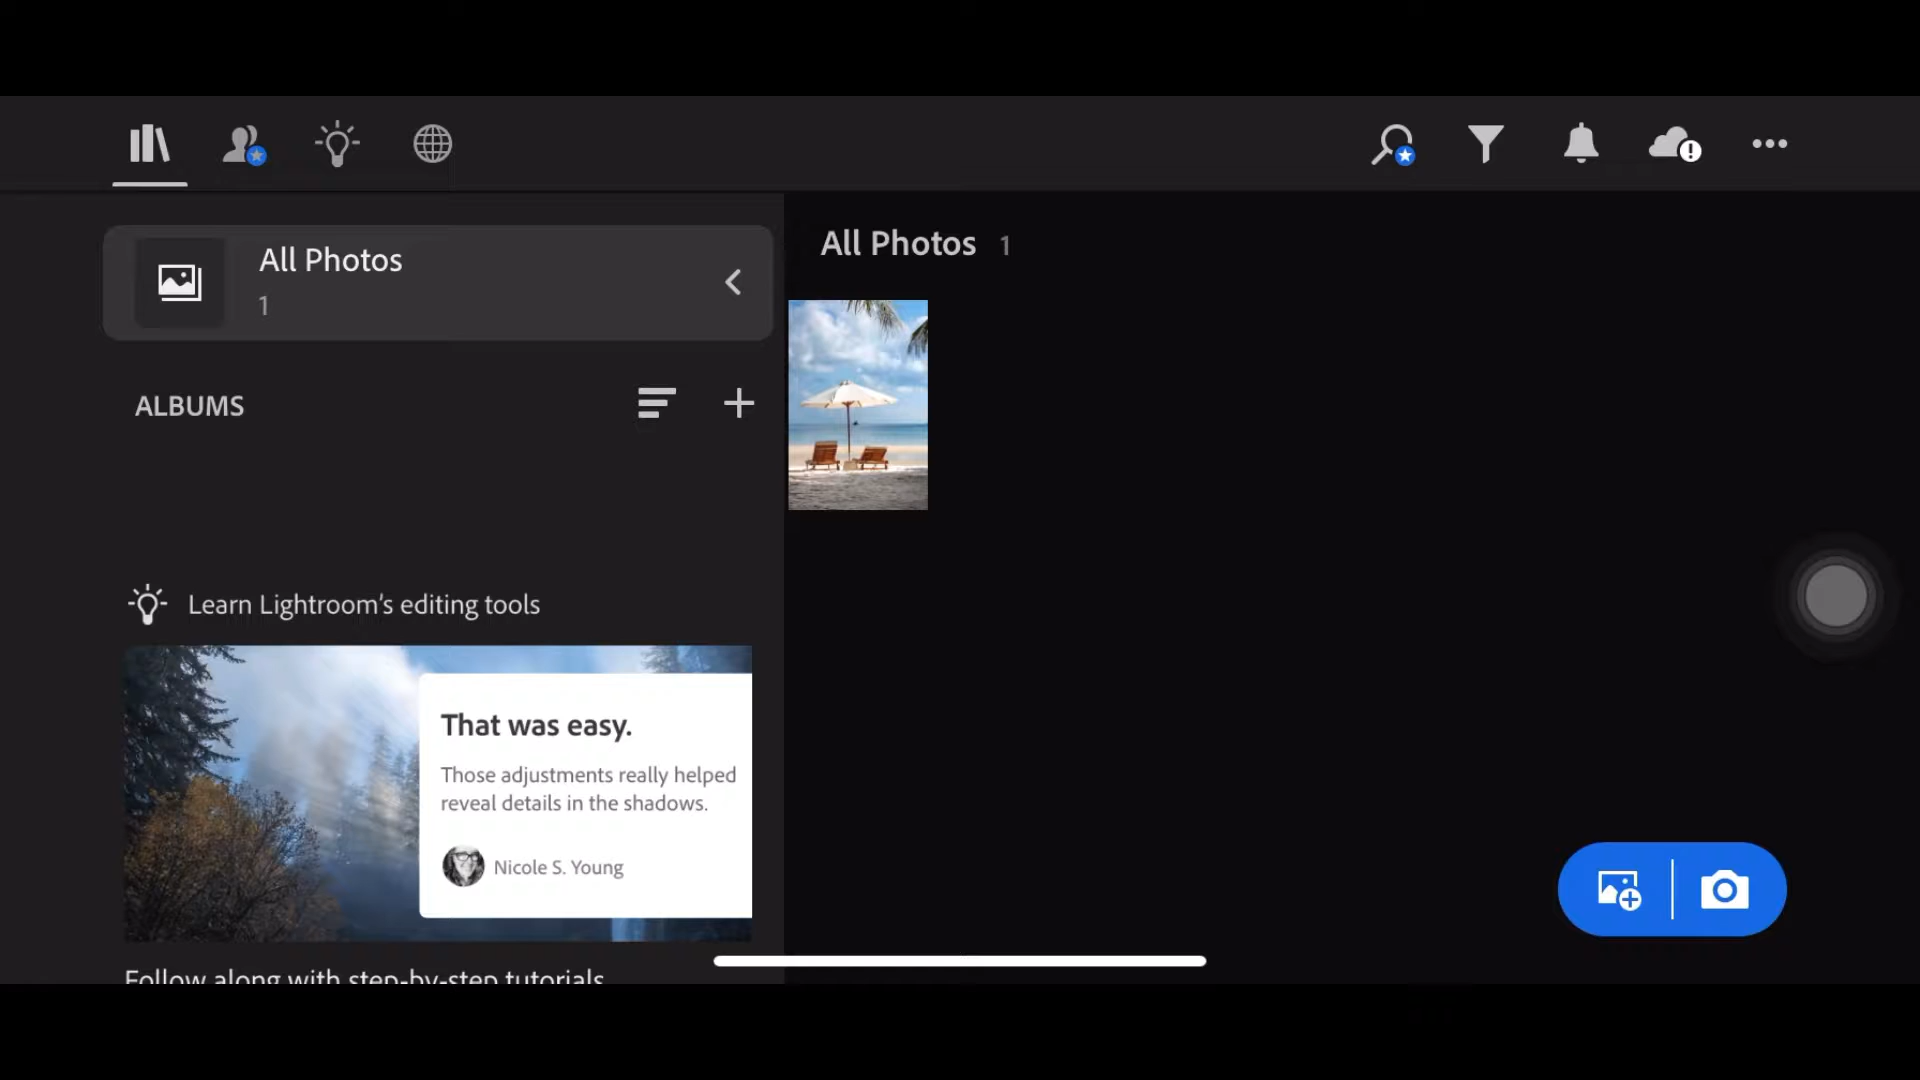 All Photos
1
ALBUMS
Learn Lightroom's editing tools
That was easy.
Those adjustments really helped
reveal details in the shadows.
Nicole S. Young
Follow along with step-by-step tutorials
All Photos 1